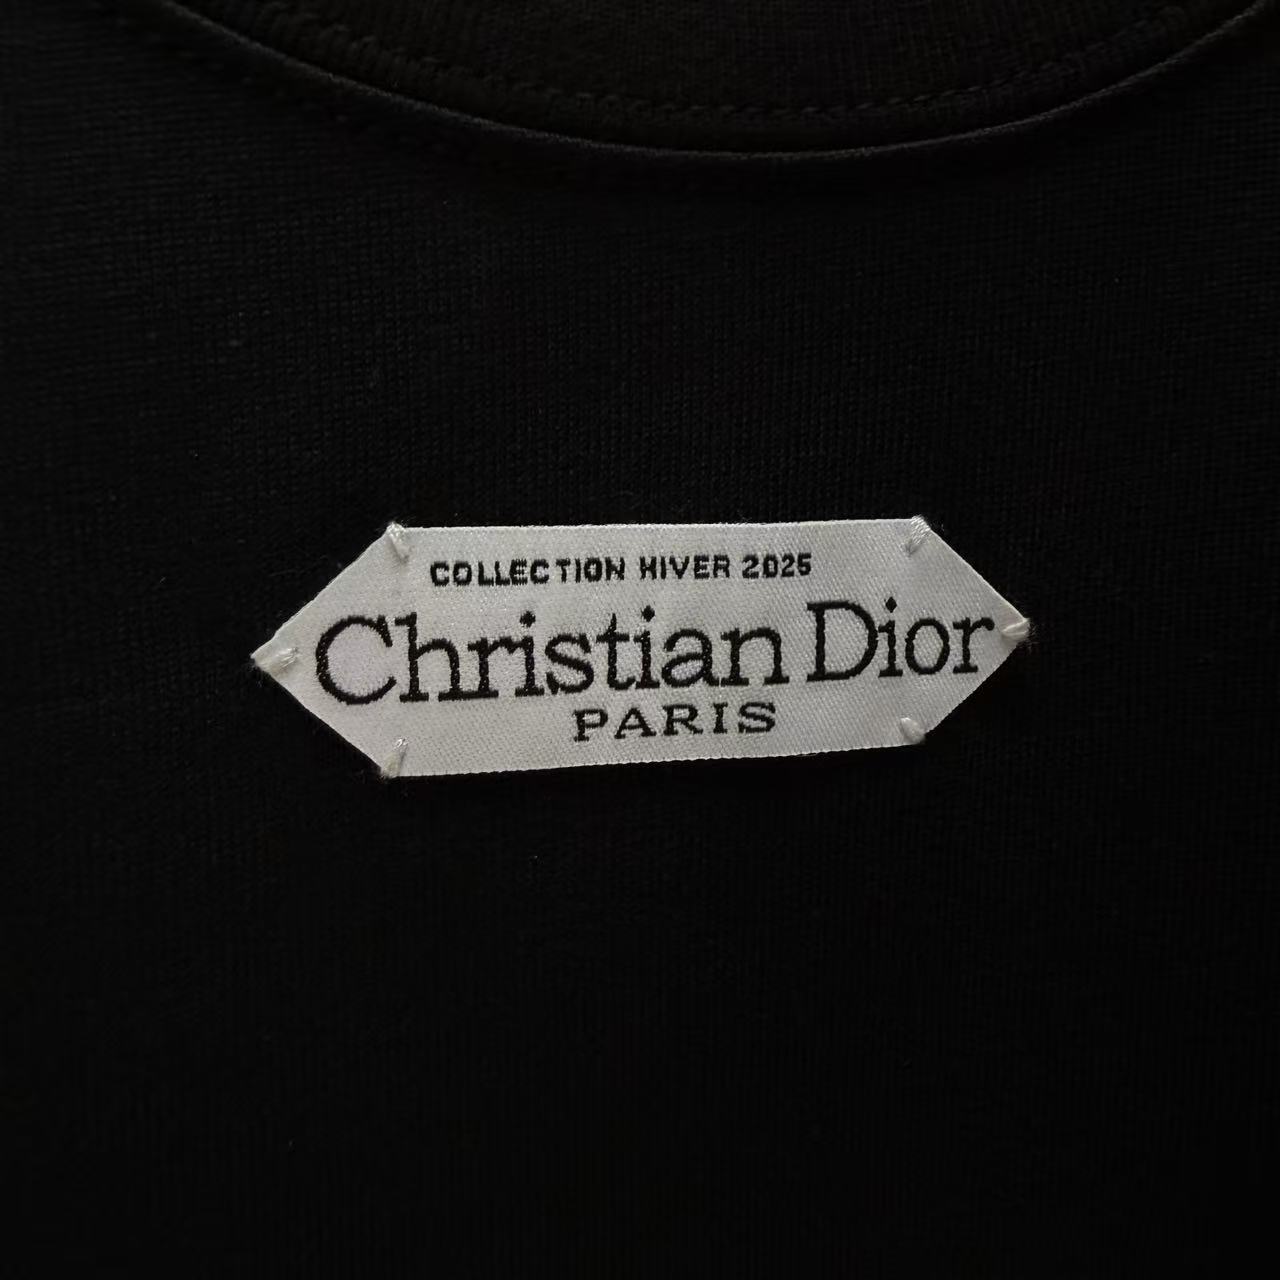 COLLECTION HIVER 2025
Christian Dior
PARIS